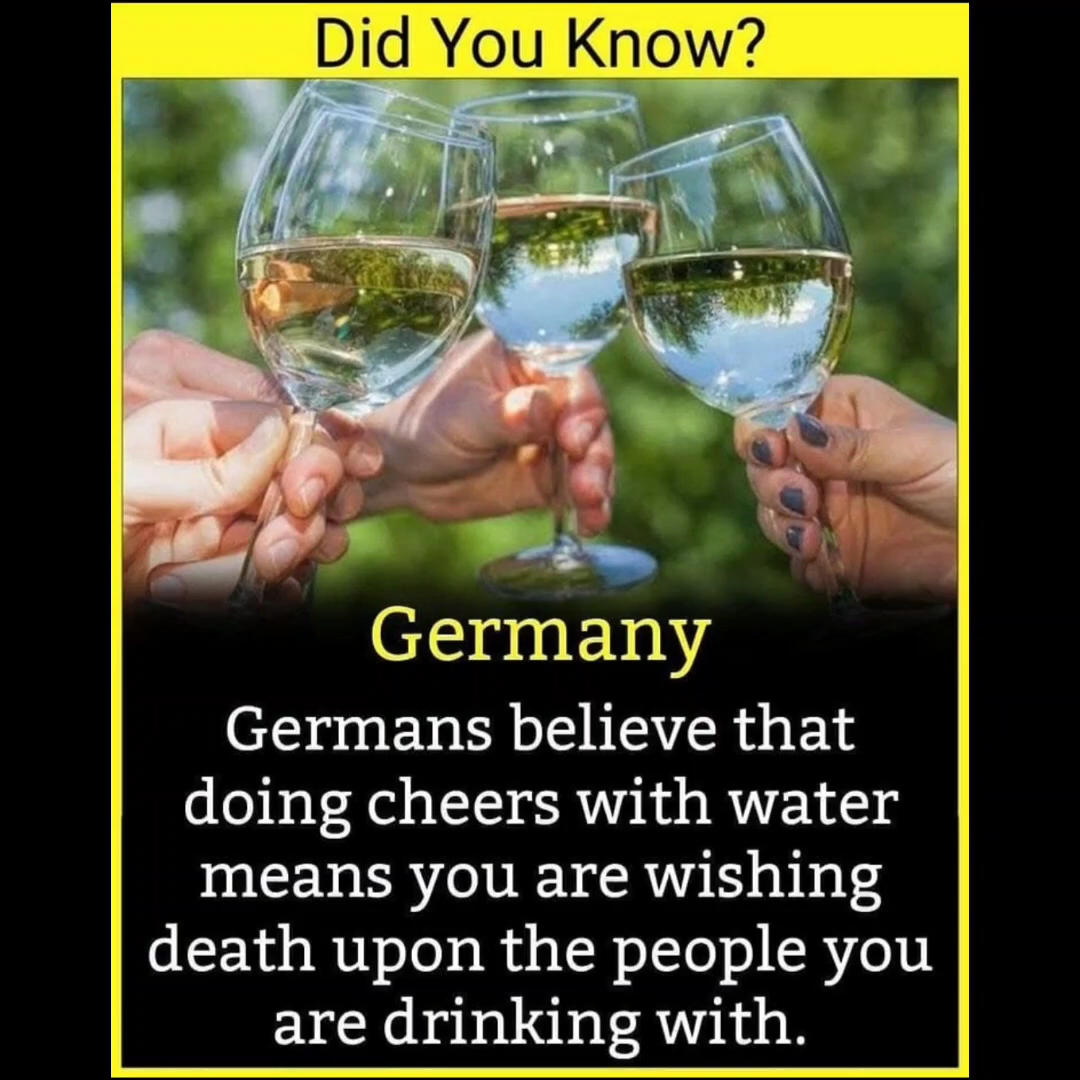 Did You Know?
Germany
Germans believe that
doing cheers with water
means you are wishing
death upon the people you
are drinking with.